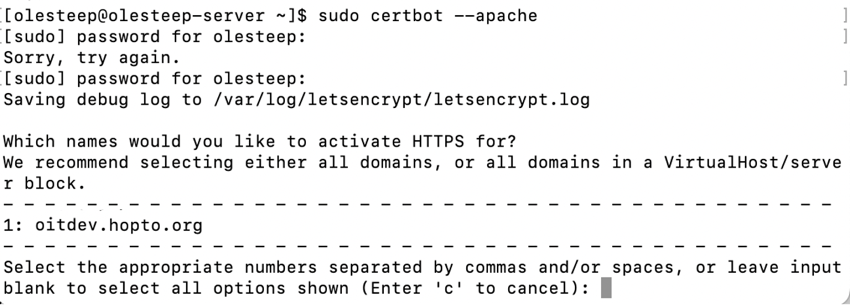 [[olesteep@olesteep-server ~]$ sudo certbot --apache ]
[[sudo] password for olesteep: ]
Sorry, try again.
[[sudo] password for olesteep: ]
Saving debug log to /var/log/letsencrypt/letsencrypt.log
Which names would you like to activate HTTPS for?
We recommend selecting either all domains, or all domains in a VirtualHost/serve
r block.
- - - - - - - - - - - - - - - - - - - - - - - - - - - - - - - - - - - - - - - -
1: oitdev.hopto.org
- - - - - - - - - - - - - - - - - - - - - - - - - - - - - - - - - - - - - - - -
Select the appropriate numbers separated by commas and/or spaces, or leave input
blank to select all options shown (Enter 'c' to cancel):